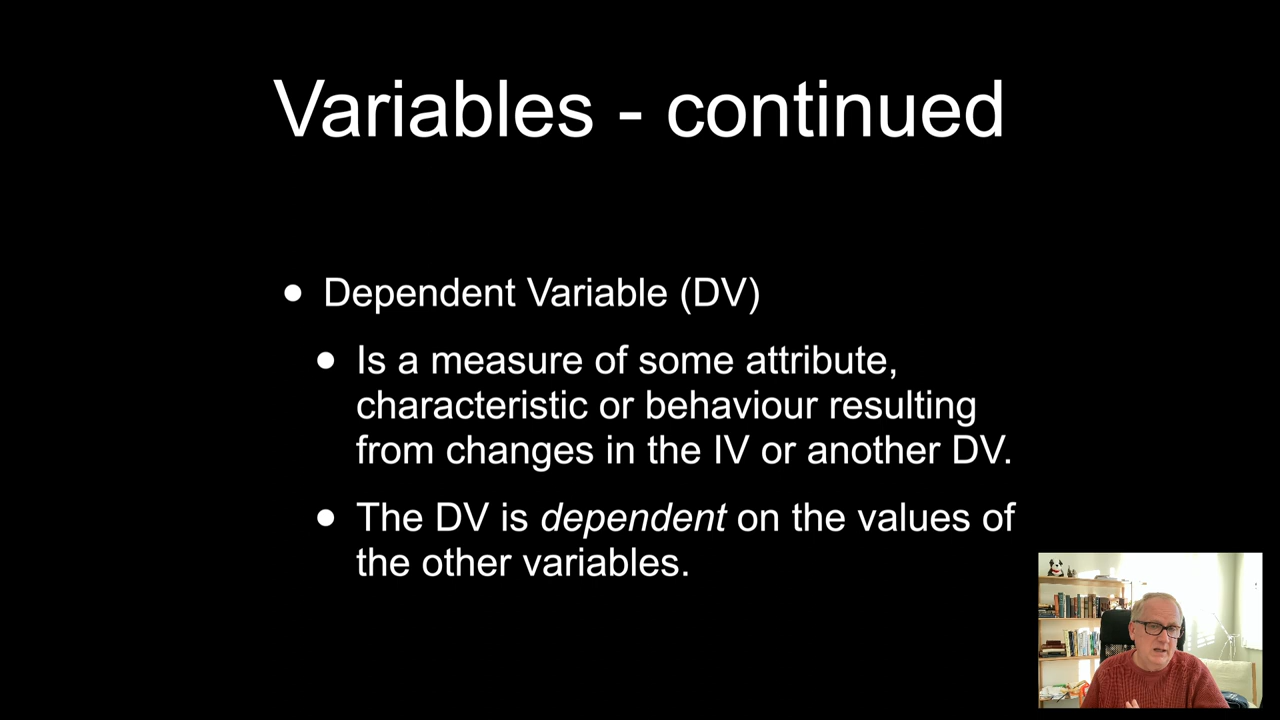 Variables - continued
• Dependent Variable (DV)
• Is a measure of some attribute,
characteristic or behaviour resulting
from changes in the IV or another DV.
• The DV is dependent on the values of
the other variables.